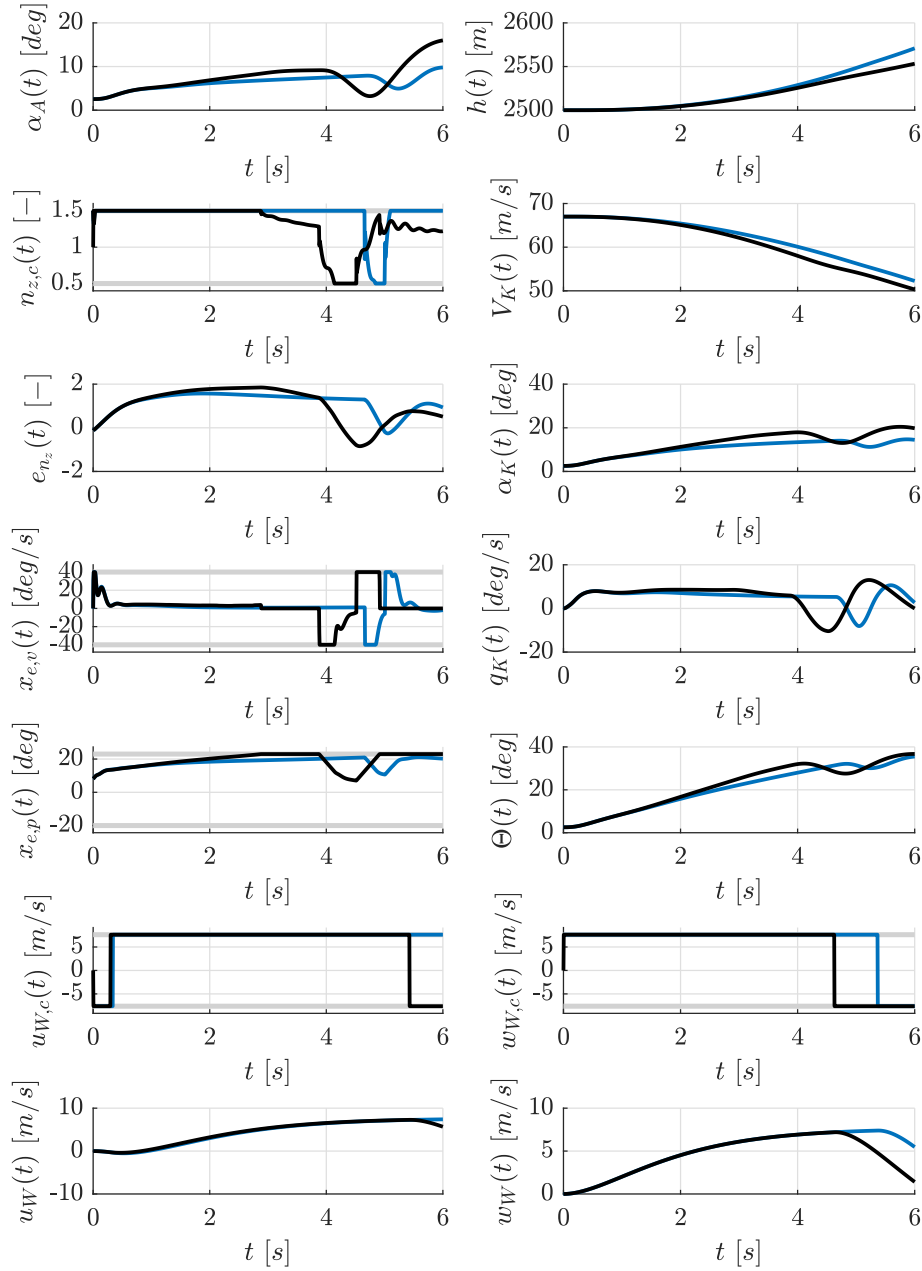 20
10
0
α_A(t) [deg]
0 2 4 6
t [s]
2600
2550
2500
h(t) [m]
0 2 4 6
t [s]
1.5
1
0.5
n_{z,c}(t) [−]
0 2 4 6
t [s]
70
60
50
V_K(t) [m/s]
0 2 4 6
t [s]
2
0
-2
e_{n_z}(t) [−]
0 2 4 6
t [s]
40
20
0
α_K(t) [deg]
0 2 4 6
t [s]
40
20
0
-20
-40
x_{e,v}(t) [deg/s]
0 2 4 6
t [s]
20
0
-20
q_K(t) [deg/s]
0 2 4 6
t [s]
20
0
-20
x_{e,p}(t) [deg]
0 2 4 6
t [s]
40
20
0
Θ(t) [deg]
0 2 4 6
t [s]
5
0
-5
u_{W,c}(t) [m/s]
0 2 4 6
t [s]
5
0
-5
w_{W,c}(t) [m/s]
0 2 4 6
t [s]
10
0
-10
u_W(t) [m/s]
0 2 4 6
t [s]
10
5
0
w_W(t) [m/s]
0 2 4 6
t [s]